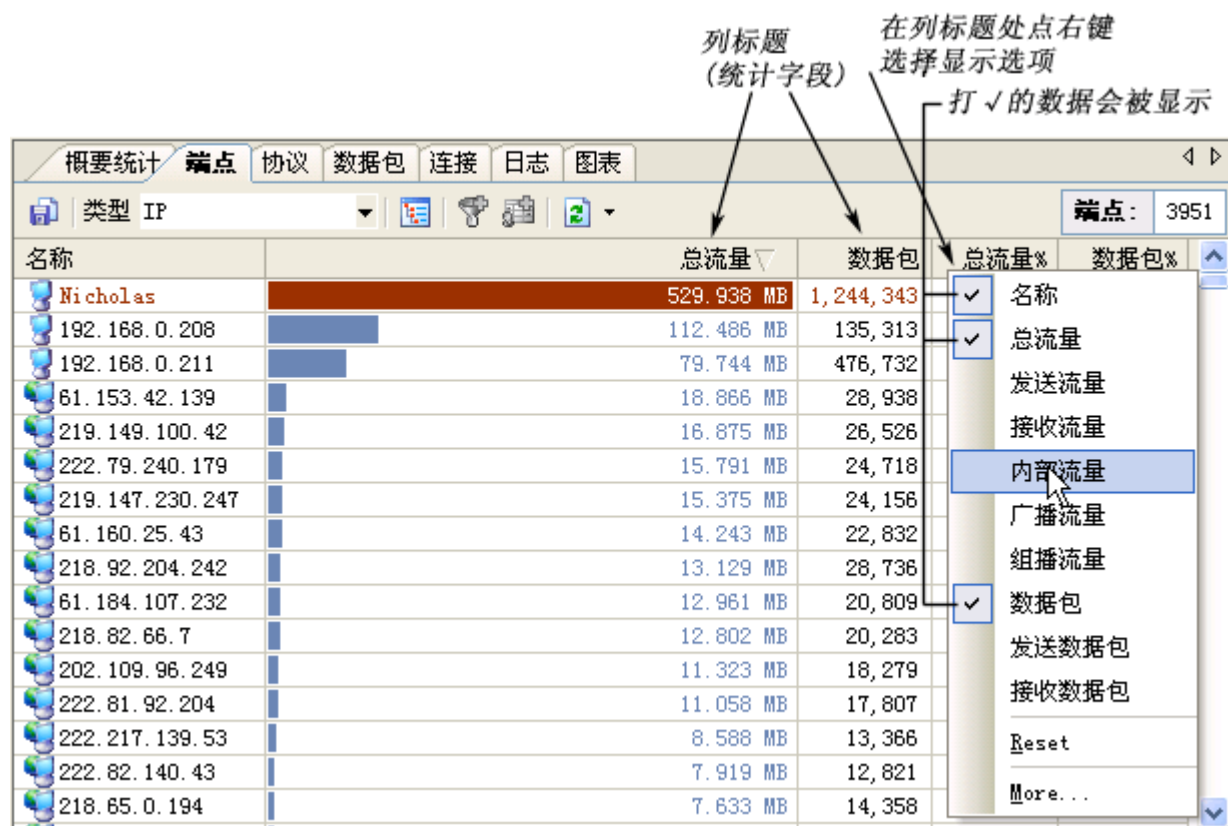 列标题
(统计字段)
在列标题处点右键
选择显示选项
打√的数据会被显示
概要统计 端点 协议 数据包 连接 日志 图表
类型 IP 端点: 3951
名称 总流量 数据包 总流量% 数据包%
Nicholas 529.938 MB 1,244,343
192.168.0.208 112.486 MB 135,313
192.168.0.211 79.744 MB 476,732
61.153.42.139 18.866 MB 28,938
219.149.100.42 16.875 MB 26,526
222.79.240.179 15.791 MB 24,718
219.147.230.247 15.375 MB 24,156
61.160.25.43 14.243 MB 22,832
218.92.204.242 13.129 MB 28,736
61.184.107.232 12.961 MB 20,809
218.82.66.7 12.802 MB 20,283
202.109.96.249 11.323 MB 18,279
222.81.92.204 11.058 MB 17,807
222.217.139.53 8.588 MB 13,366
222.82.140.43 7.919 MB 12,821
218.65.0.194 7.633 MB 14,358
名称
总流量
发送流量
接收流量
内部流量
广播流量
组播流量
数据包
发送数据包
接收数据包
Reset
More...